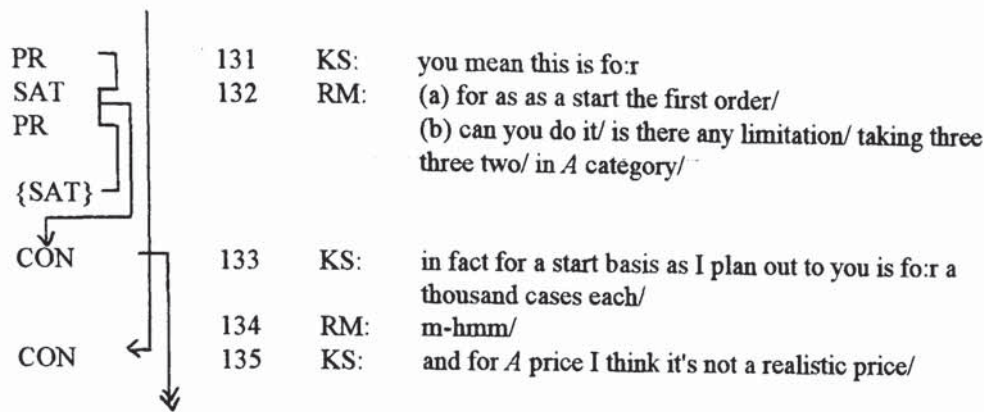 PR 131 KS: you mean this is fo:r
SAT 132 RM: (a) for as as a start the first order/
PR (b) can you do it/ is there any limitation/ taking three
three two/ in A category/
{SAT}
CON 133 KS: in fact for a start basis as I plan out to you is fo:r a
thousand cases each/
134 RM: m-hmm/
CON 135 KS: and for A price I think it's not a realistic price/